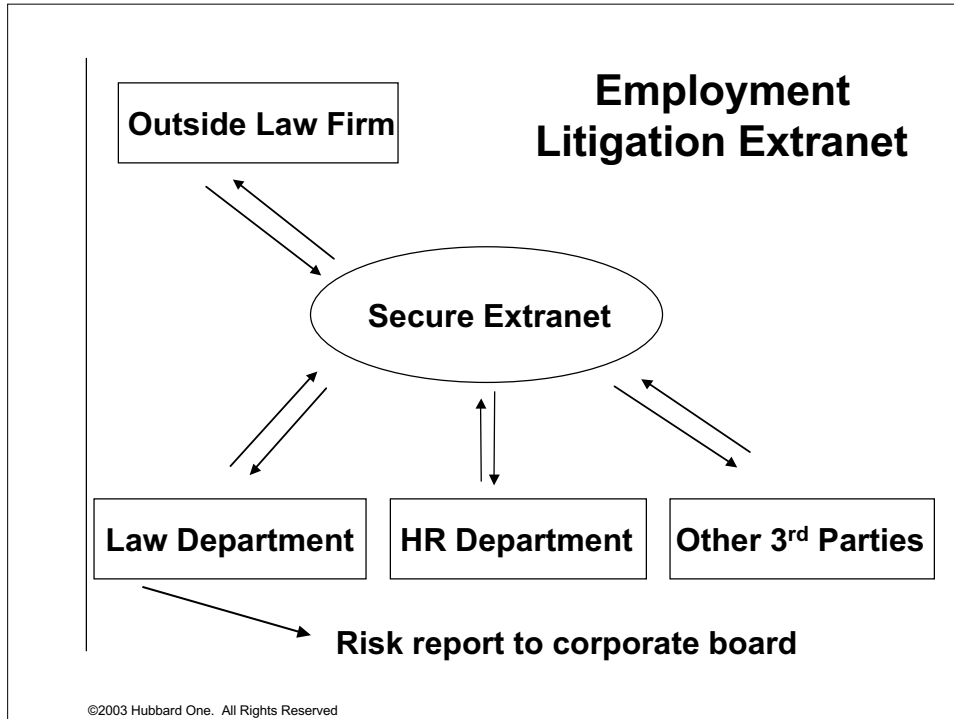 Employment
Litigation Extranet
Outside Law Firm
Secure Extranet
Law Department
HR Department
Other 3rd Parties
Risk report to corporate board
©2003 Hubbard One. All Rights Reserved